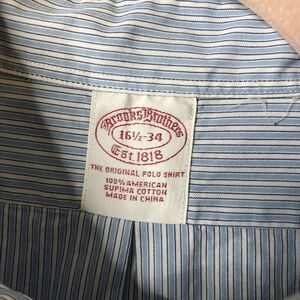 Brooks Brothers
16½-34
Est. 1818
THE ORIGINAL POLO SHIRT
100% AMERICAN
SUPIMA COTTON
MADE IN CHINA